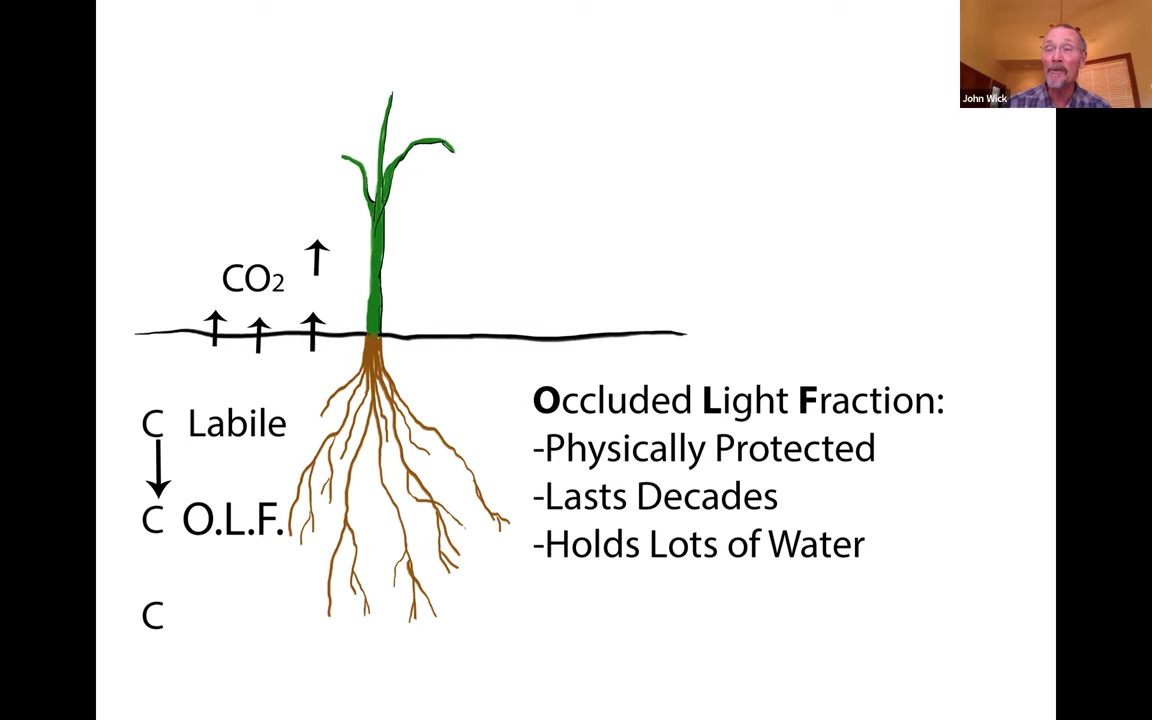 John Wick
CO2
C Labile
C O.L.F.
C
Occluded Light Fraction:
-Physically Protected
-Lasts Decades
-Holds Lots of Water